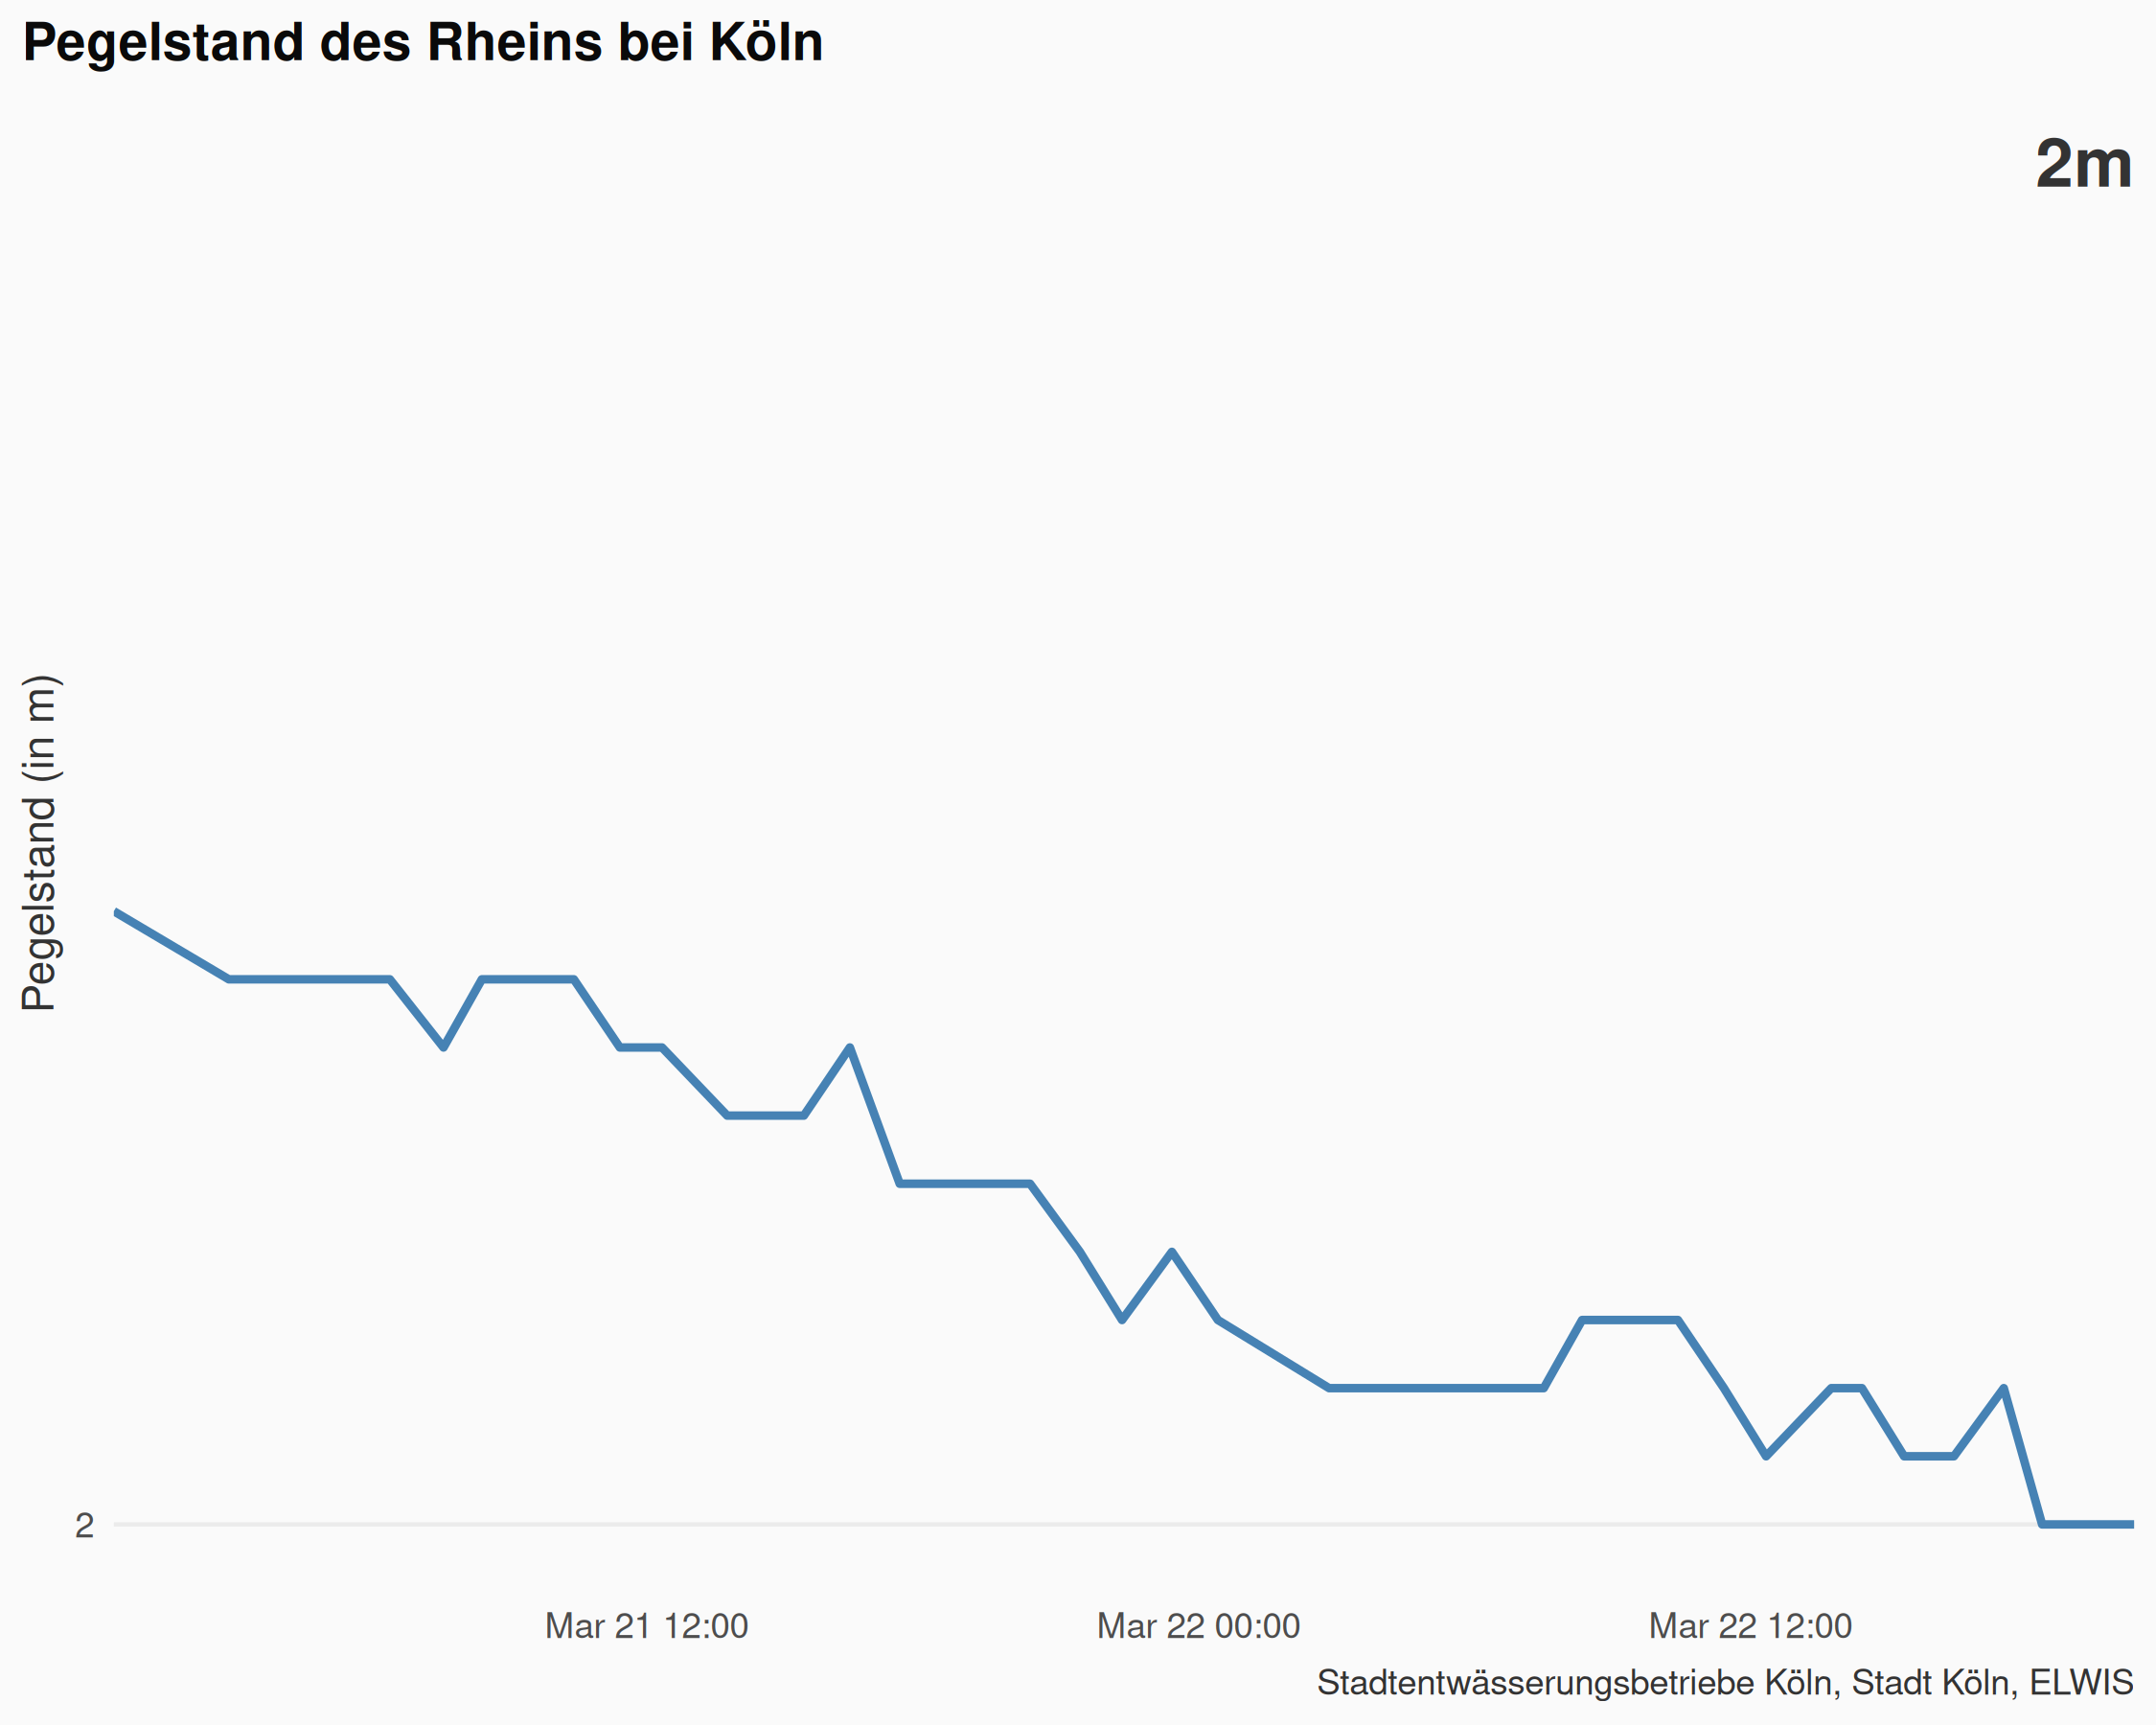 Pegelstand des Rheins bei Köln
2m
Pegelstand (in m)
2
Mar 21 12:00
Mar 22 00:00
Mar 22 12:00
Stadtentwässerungsbetriebe Köln, Stadt Köln, ELWIS